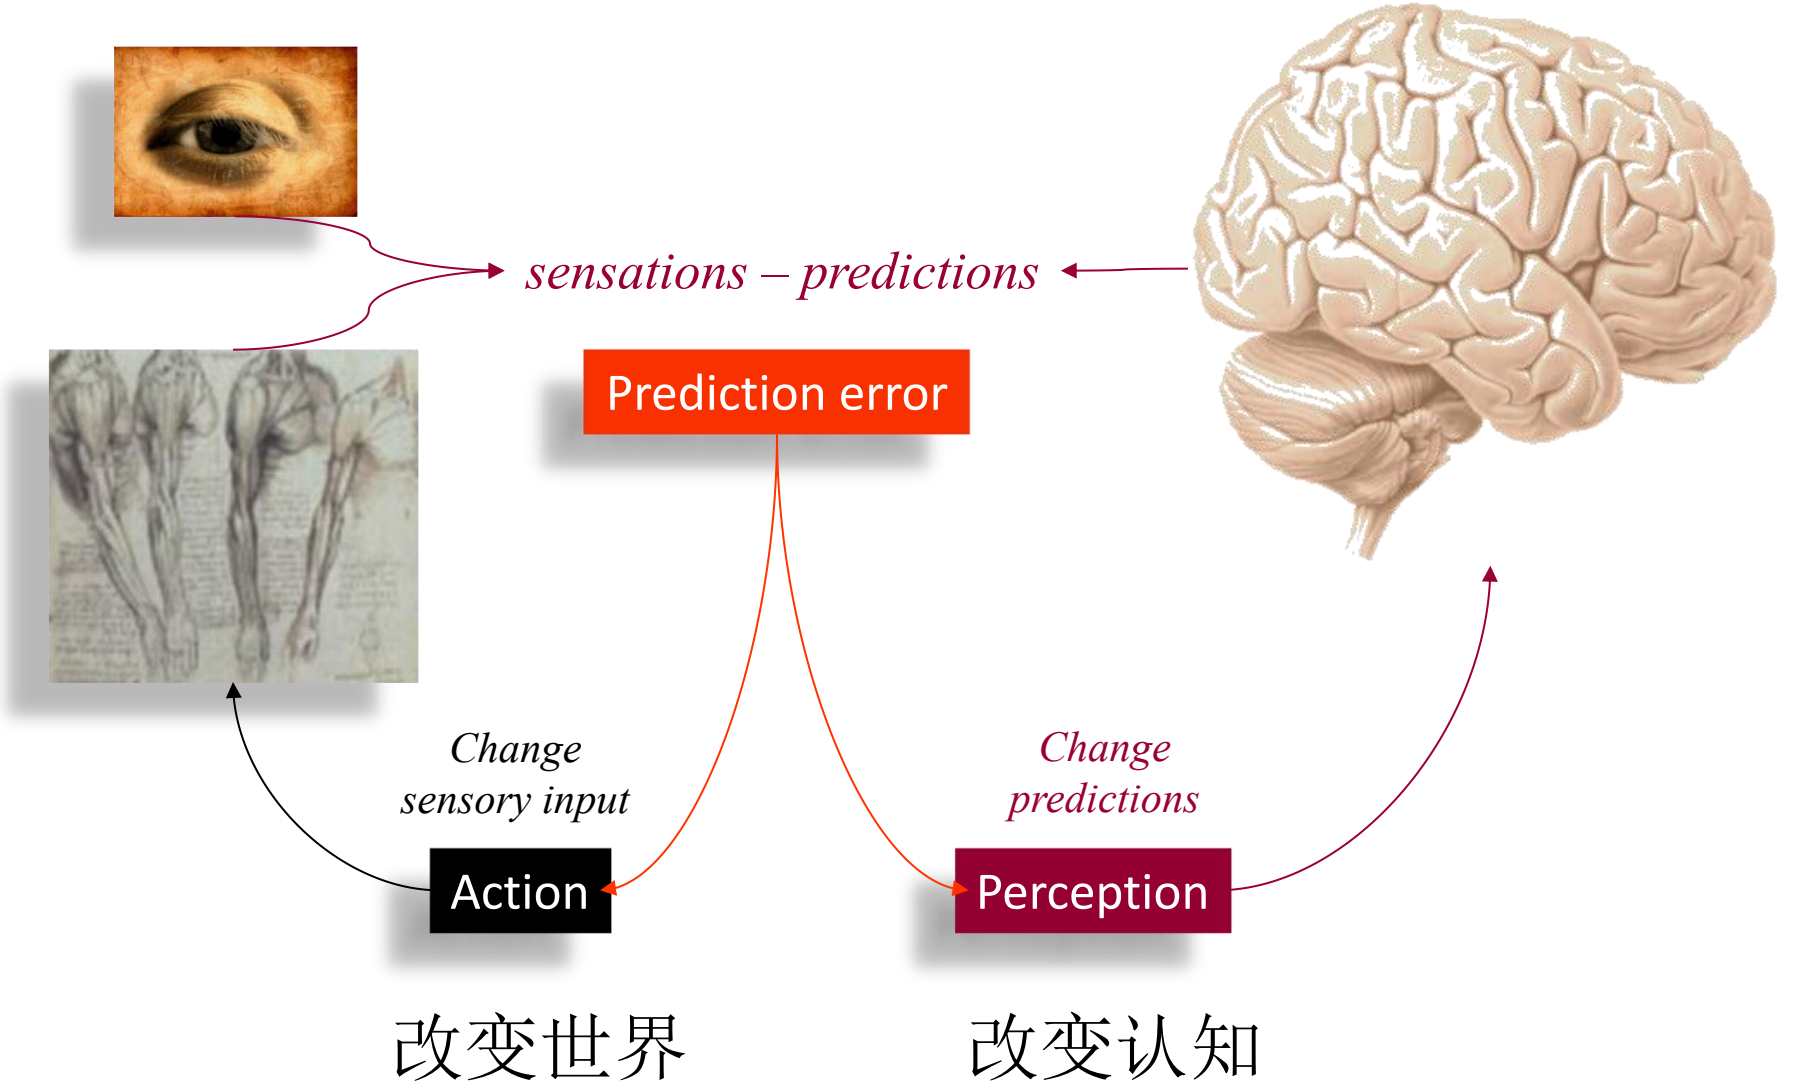 sensations – predictions
Prediction error
Change
sensory input
Change
predictions
Action
Perception
改变世界
改变认知